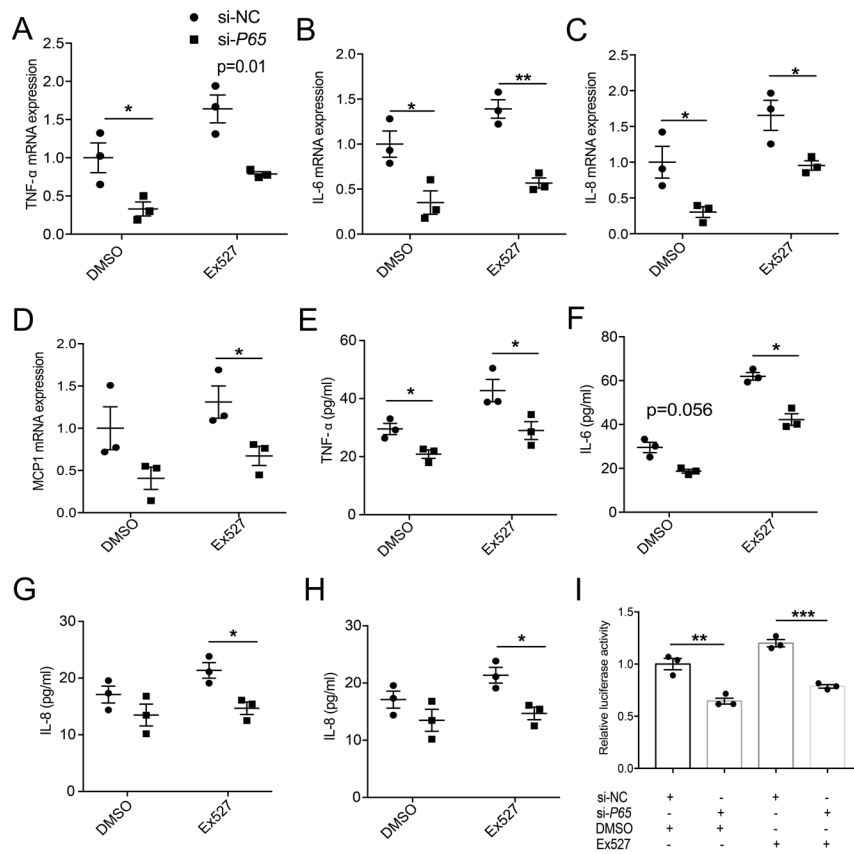 A
si-NC
si-P65
p=0.01
TNF-α mRNA expression
2.5
2.0
1.5
1.0
0.5
0.0
*
DMSO
Ex527
B
IL-6 mRNA expression
2.0
1.5
1.0
0.5
0.0
*
**
DMSO
Ex527
C
IL-8 mRNA expression
2.5
2.0
1.5
1.0
0.5
0.0
*
*
DMSO
Ex527
D
MCP1 mRNA expression
2.0
1.5
1.0
0.5
0.0
*
DMSO
Ex527
E
TNF-α (pg/ml)
60
40
20
0
*
*
DMSO
Ex527
F
IL-6 (pg/ml)
80
60
40
20
0
p=0.056
*
DMSO
Ex527
G
IL-8 (pg/ml)
30
20
10
0
*
DMSO
Ex527
H
IL-8 (pg/ml)
30
20
10
0
*
DMSO
Ex527
I
Relative luciferase activity
1.5
1.0
0.5
0.0
**
***
si-NC + - + -
si-P65 - + - +
DMSO + + - -
Ex527 - - + +